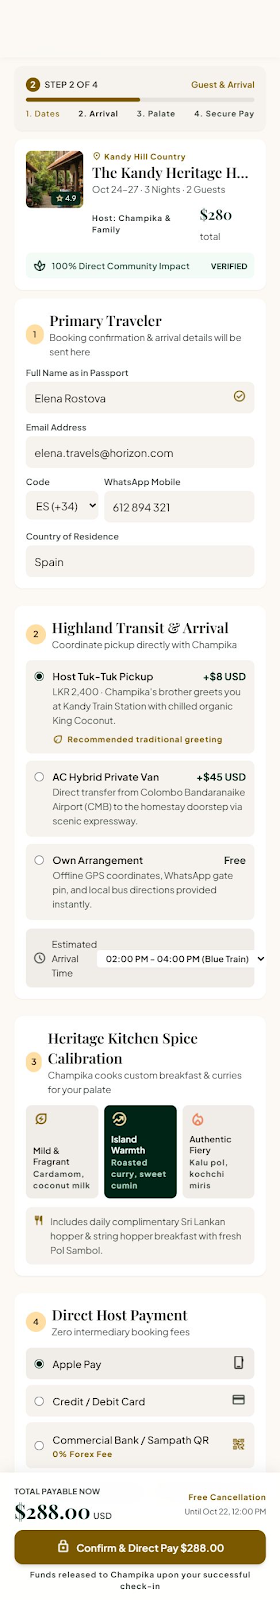 2 STEP 2 OF 4 Guest & Arrival
1. Dates 2. Arrival 3. Palate 4. Secure Pay
4.9
Kandy Hill Country
The Kandy Heritage H...
Oct 24–27 · 3 Nights · 2 Guests
Host: Champika &
Family
$280
total
100% Direct Community Impact VERIFIED
1
Primary Traveler
Booking confirmation & arrival details will be
sent here
Full Name as in Passport
Elena Rostova
Email Address
elena.travels@horizon.com
Code WhatsApp Mobile
ES (+34) 612 894 321
Country of Residence
Spain
2
Highland Transit & Arrival
Coordinate pickup directly with Champika
Host Tuk-Tuk Pickup +$8 USD
LKR 2,400 · Champika's brother greets you
at Kandy Train Station with chilled organic
King Coconut.
Recommended traditional greeting
AC Hybrid Private Van +$45 USD
Direct transfer from Colombo Bandaranaike
Airport (CMB) to the homestay doorstep via
scenic expressway.
Own Arrangement Free
Offline GPS coordinates, WhatsApp gate
pin, and local bus directions provided
instantly.
Estimated
Arrival
Time
02:00 PM – 04:00 PM (Blue Train)
3
Heritage Kitchen Spice
Calibration
Champika cooks custom breakfast & curries
for your palate
Mild &
Fragrant
Cardamom,
coconut milk
Island
Warmth
Roasted
curry, sweet
cumin
Authentic
Fiery
Kalu pol,
kochchi
miris
Includes daily complimentary Sri Lankan
hopper & string hopper breakfast with fresh
Pol Sambol.
4
Direct Host Payment
Zero intermediary booking fees
Apple Pay
Credit / Debit Card
Commercial Bank / Sampath QR
0% Forex Fee
TOTAL PAYABLE NOW
$288.00 USD
Free Cancellation
Until Oct 22, 12:00 PM
Confirm & Direct Pay $288.00
Funds released to Champika upon your successful
check-in